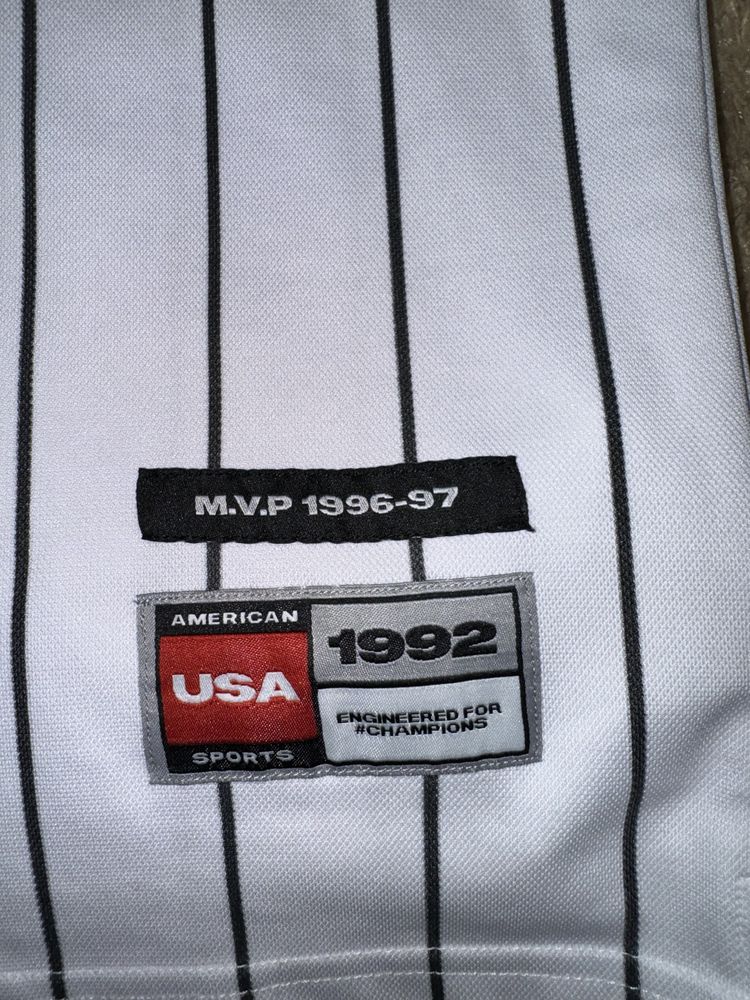 M.V.P 1996-97
AMERICAN
USA
SPORTS
1992
ENGINEERED FOR
#CHAMPIONS